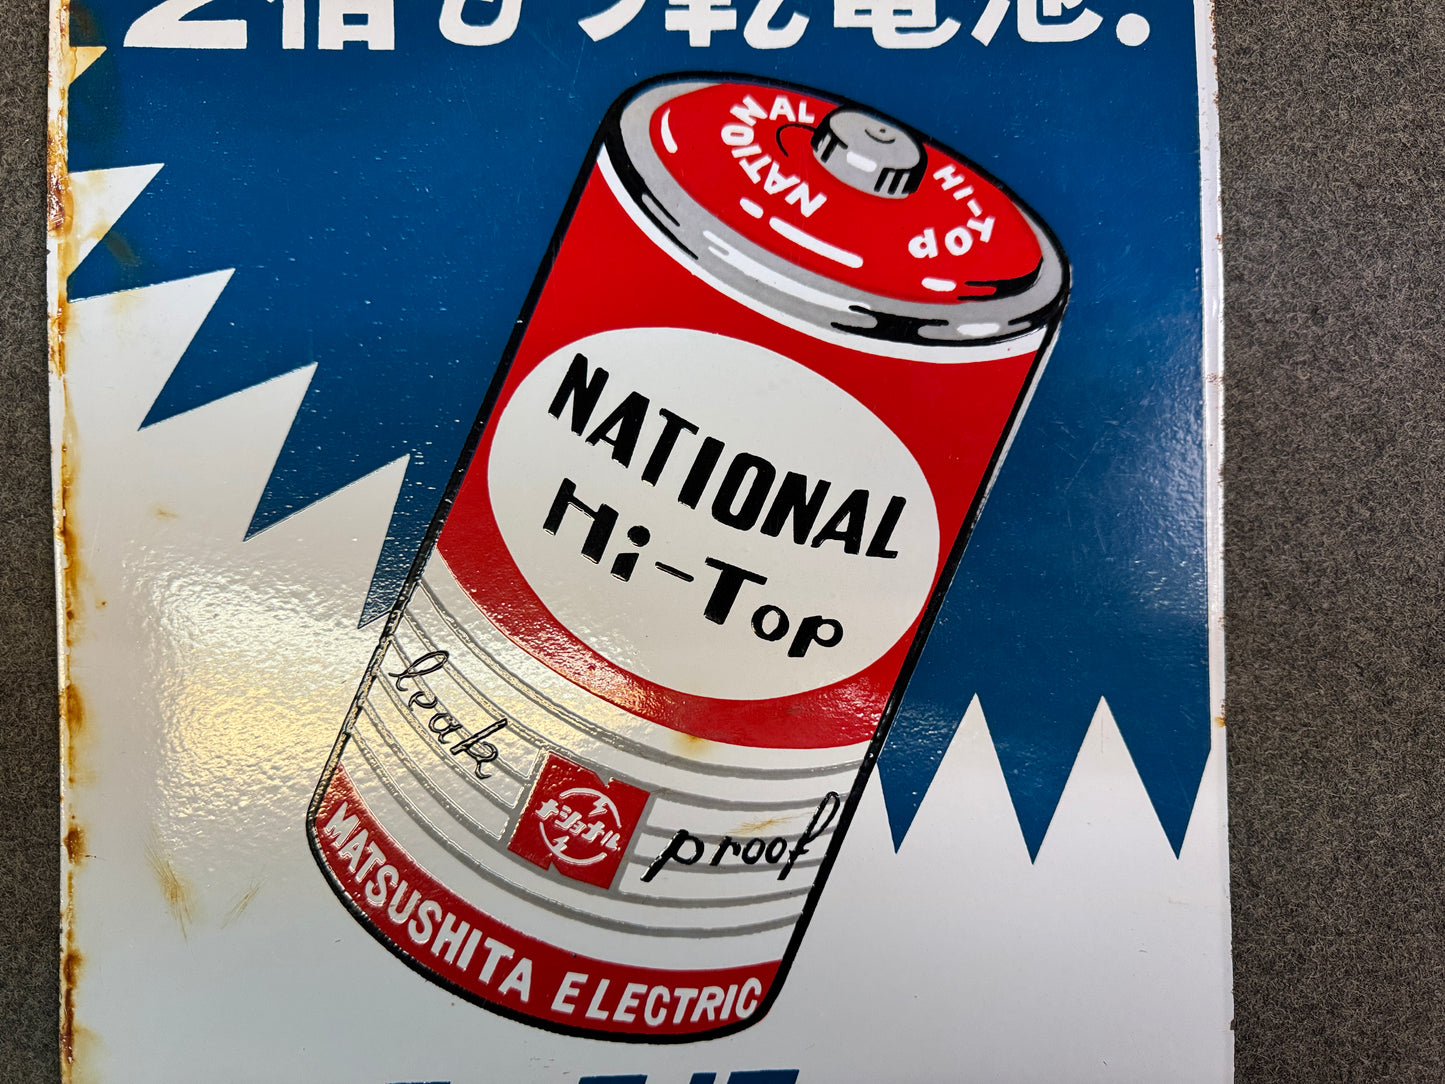 2倍もつ乾電池.
NATIONAL
HI-TOP
NATIONAL
Hi-Top
leak
ナショナル
proof
MATSUSHITA ELECTRIC